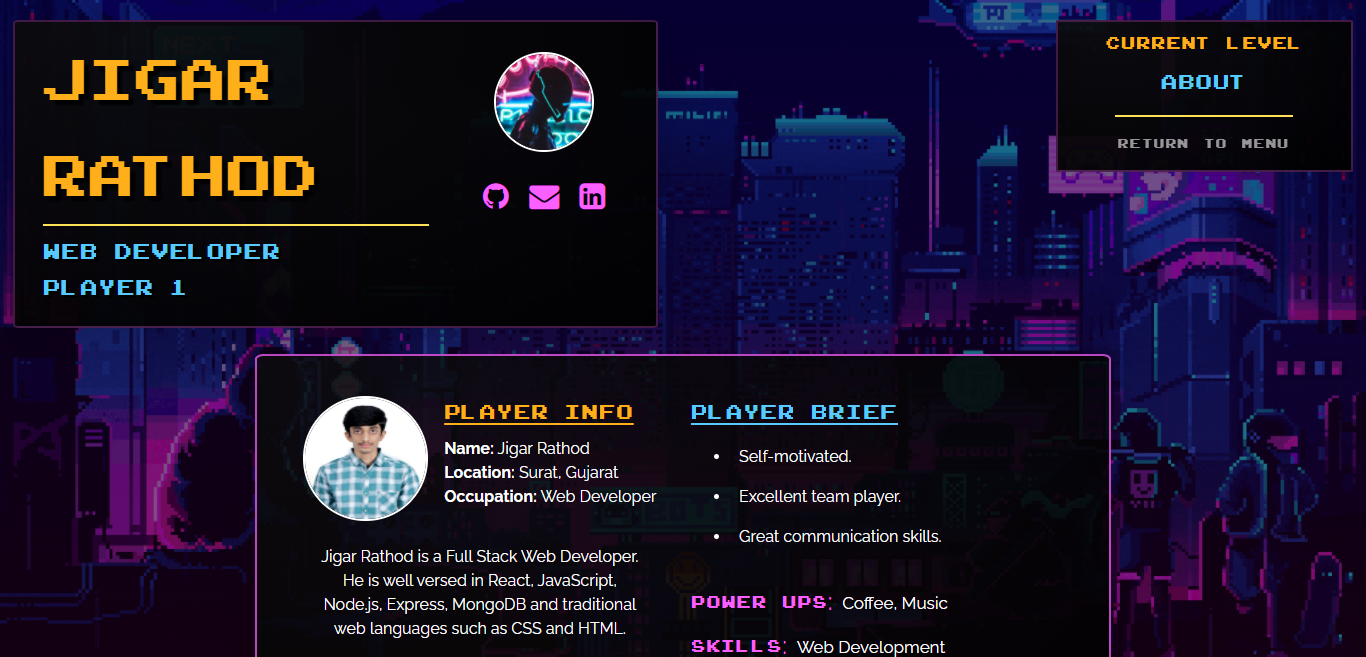 JIGAR
RATHOD
WEB DEVELOPER
PLAYER 1
in
CURRENT LEVEL
ABOUT
RETURN TO MENU
PLAYER INFO
Name: Jigar Rathod
Location: Surat, Gujarat
Occupation: Web Developer
Jigar Rathod is a Full Stack Web Developer.
He is well versed in React, JavaScript,
Node.js, Express, MongoDB and traditional
web languages such as CSS and HTML.
PLAYER BRIEF
Self-motivated.
Excellent team player.
Great communication skills.
POWER UPS: Coffee, Music
SKILLS: Web Development